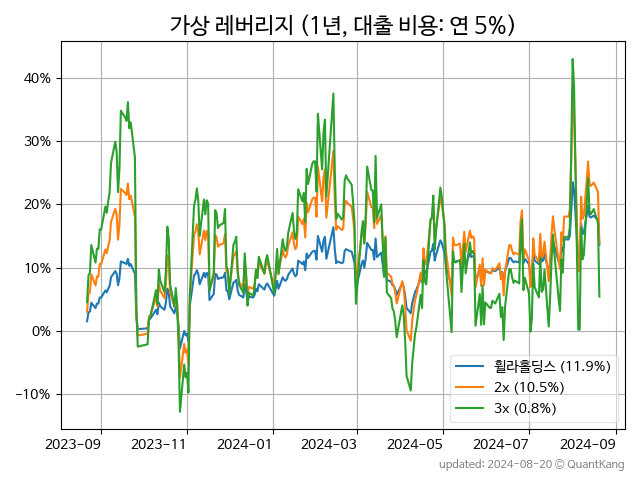 가상 레버리지 (1년, 대출 비용: 연 5%)
40%
30%
20%
10%
0%
−10%
휠라홀딩스 (11.9%)
2x (10.5%)
3x (0.8%)
2023-09 2023-11 2024-01 2024-03 2024-05 2024-07 2024-09
updated: 2024-08-20 © QuantKang